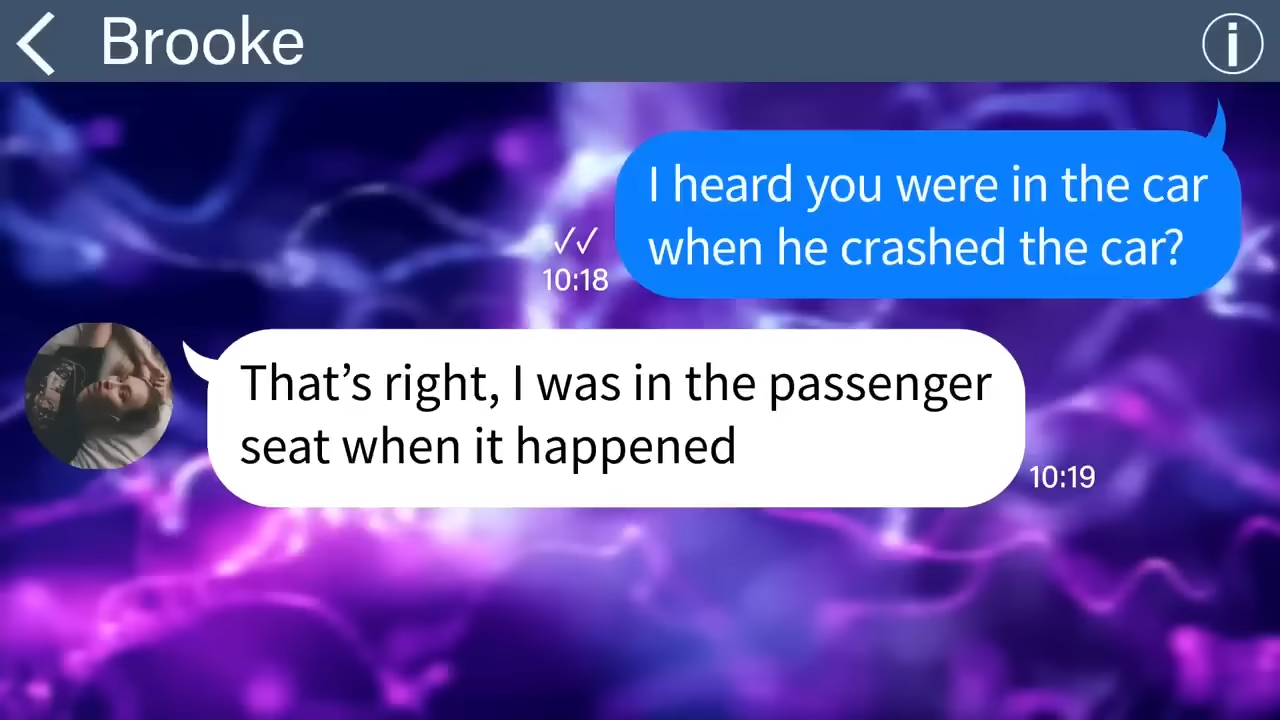 Brooke
I heard you were in the car
when he crashed the car?
10:18
That’s right, I was in the passenger
seat when it happened
10:19